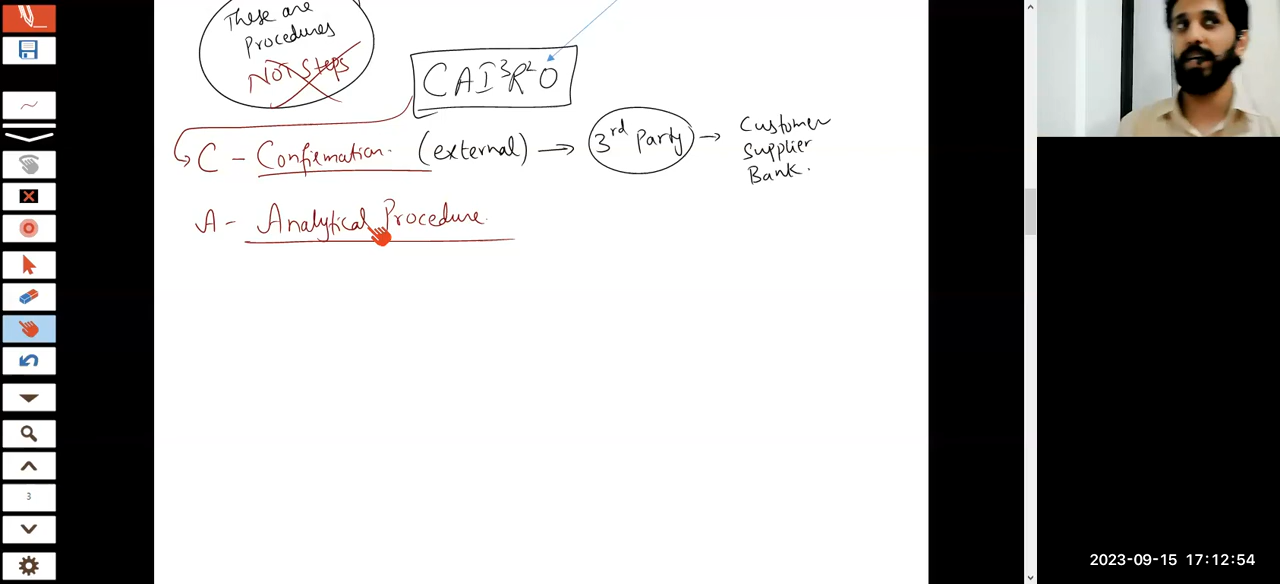 These are
Procedures
NOT Steps
CAI³R²O
C - Confirmation. (external) → 3rd Party → Customer
Supplier
Bank.
A - Analytical Procedure.
3
2023-09-15 17:12:54